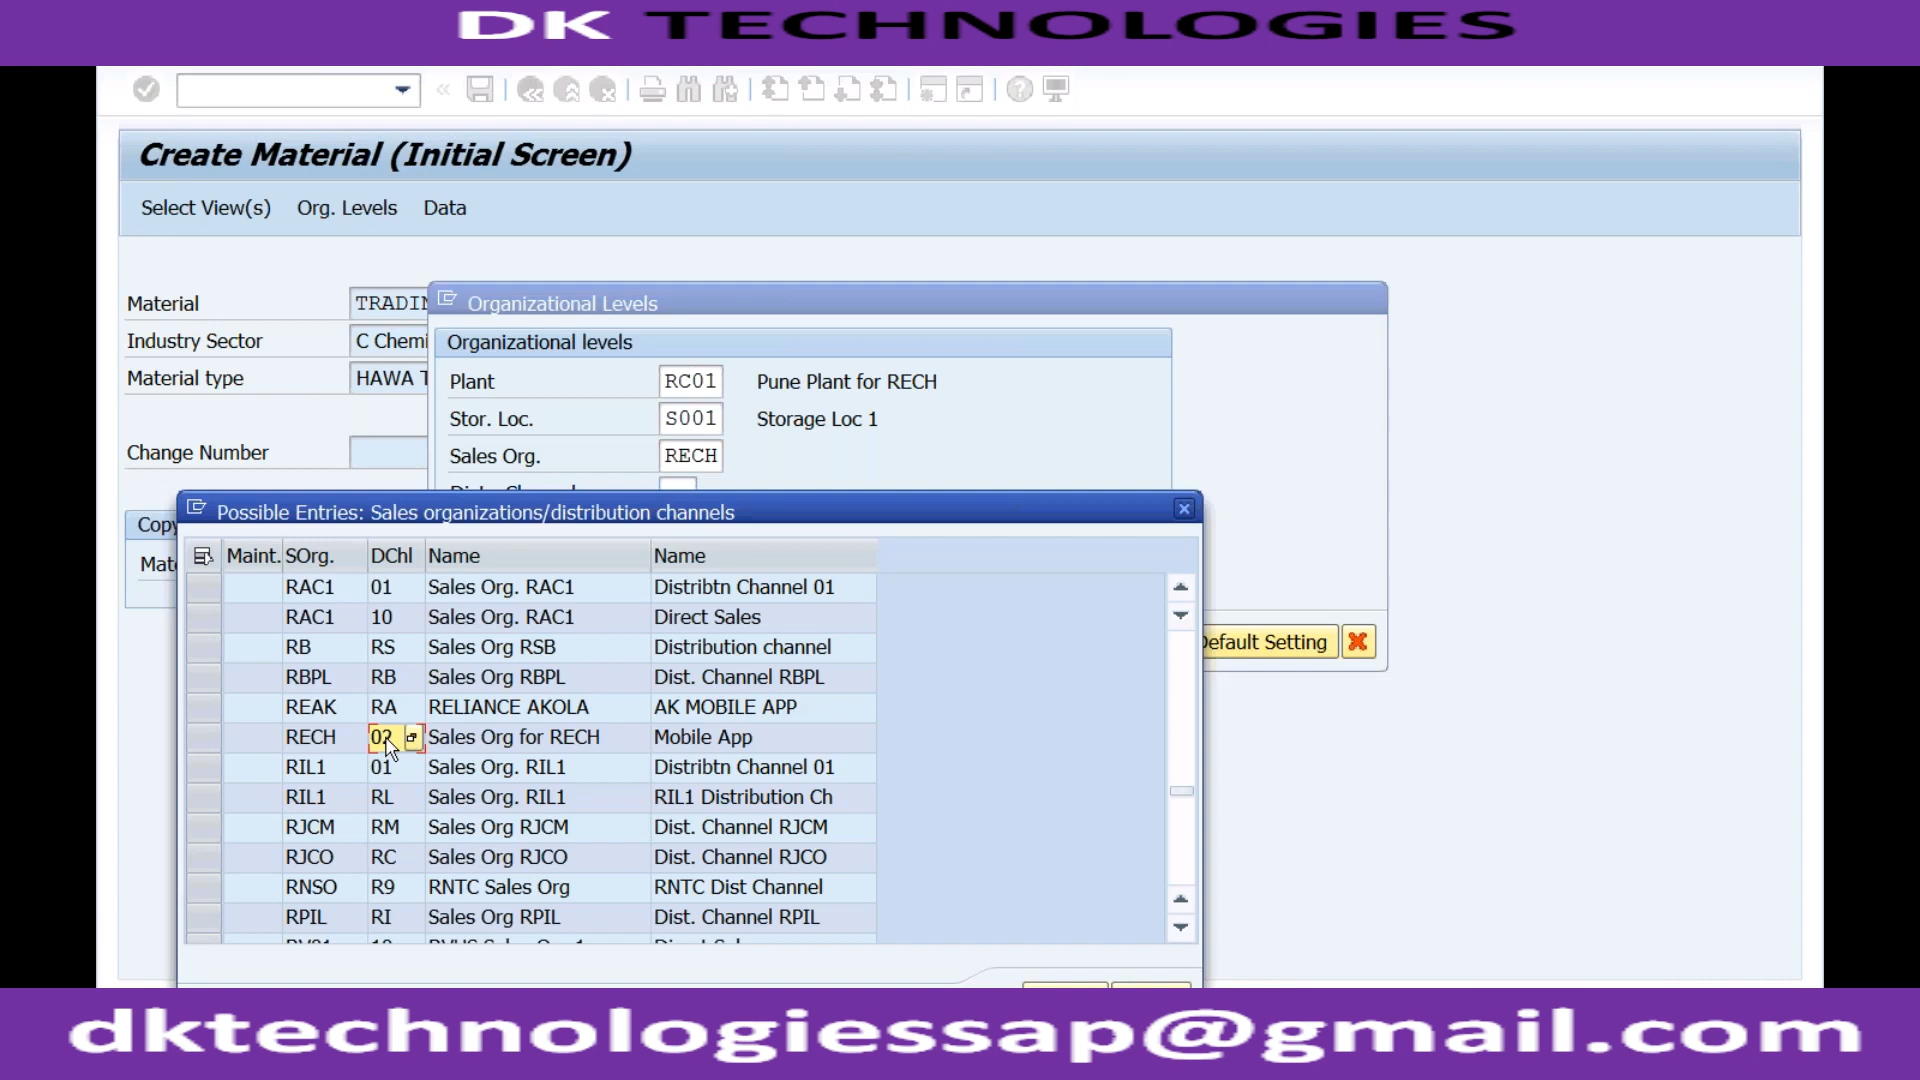 DK TECHNOLOGIES
Create Material (Initial Screen)
Select View(s) Org. Levels Data
Material TRADIN
Industry Sector C Chemi
Material type HAWA T
Change Number
Organizational Levels
Organizational levels
Plant RC01 Pune Plant for RECH
Stor. Loc. S001 Storage Loc 1
Sales Org. RECH
Default Setting
Copy
Mate
Possible Entries: Sales organizations/distribution channels
Maint. SOrg. DChl Name Name
RAC1 01 Sales Org. RAC1 Distribtn Channel 01
RAC1 10 Sales Org. RAC1 Direct Sales
RB RS Sales Org RSB Distribution channel
RBPL RB Sales Org RBPL Dist. Channel RBPL
REAK RA RELIANCE AKOLA AK MOBILE APP
RECH 02 Sales Org for RECH Mobile App
RIL1 01 Sales Org. RIL1 Distribtn Channel 01
RIL1 RL Sales Org. RIL1 RIL1 Distribution Ch
RJCM RM Sales Org RJCM Dist. Channel RJCM
RJCO RC Sales Org RJCO Dist. Channel RJCO
RNSO R9 RNTC Sales Org RNTC Dist Channel
RPIL RI Sales Org RPIL Dist. Channel RPIL
dktechnologiessap@gmail.com